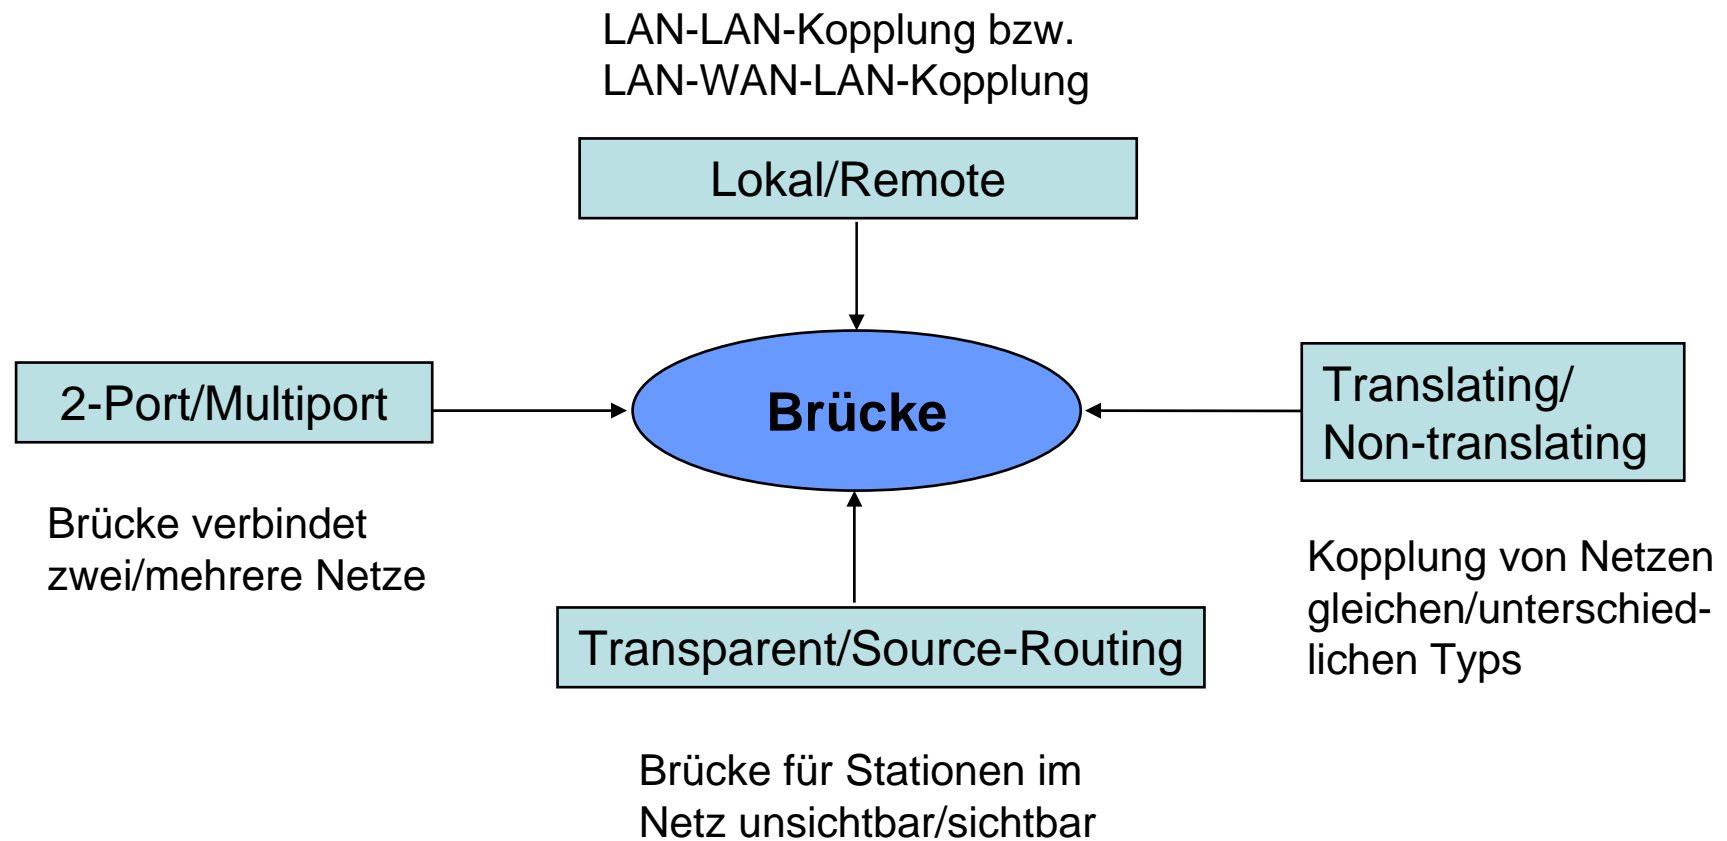 LAN-LAN-Kopplung bzw.
LAN-WAN-LAN-Kopplung
Lokal/Remote
2-Port/Multiport
Brücke verbindet
zwei/mehrere Netze
Brücke
Translating/
Non-translating
Kopplung von Netzen
gleichen/unterschied-
lichen Typs
Transparent/Source-Routing
Brücke für Stationen im
Netz unsichtbar/sichtbar